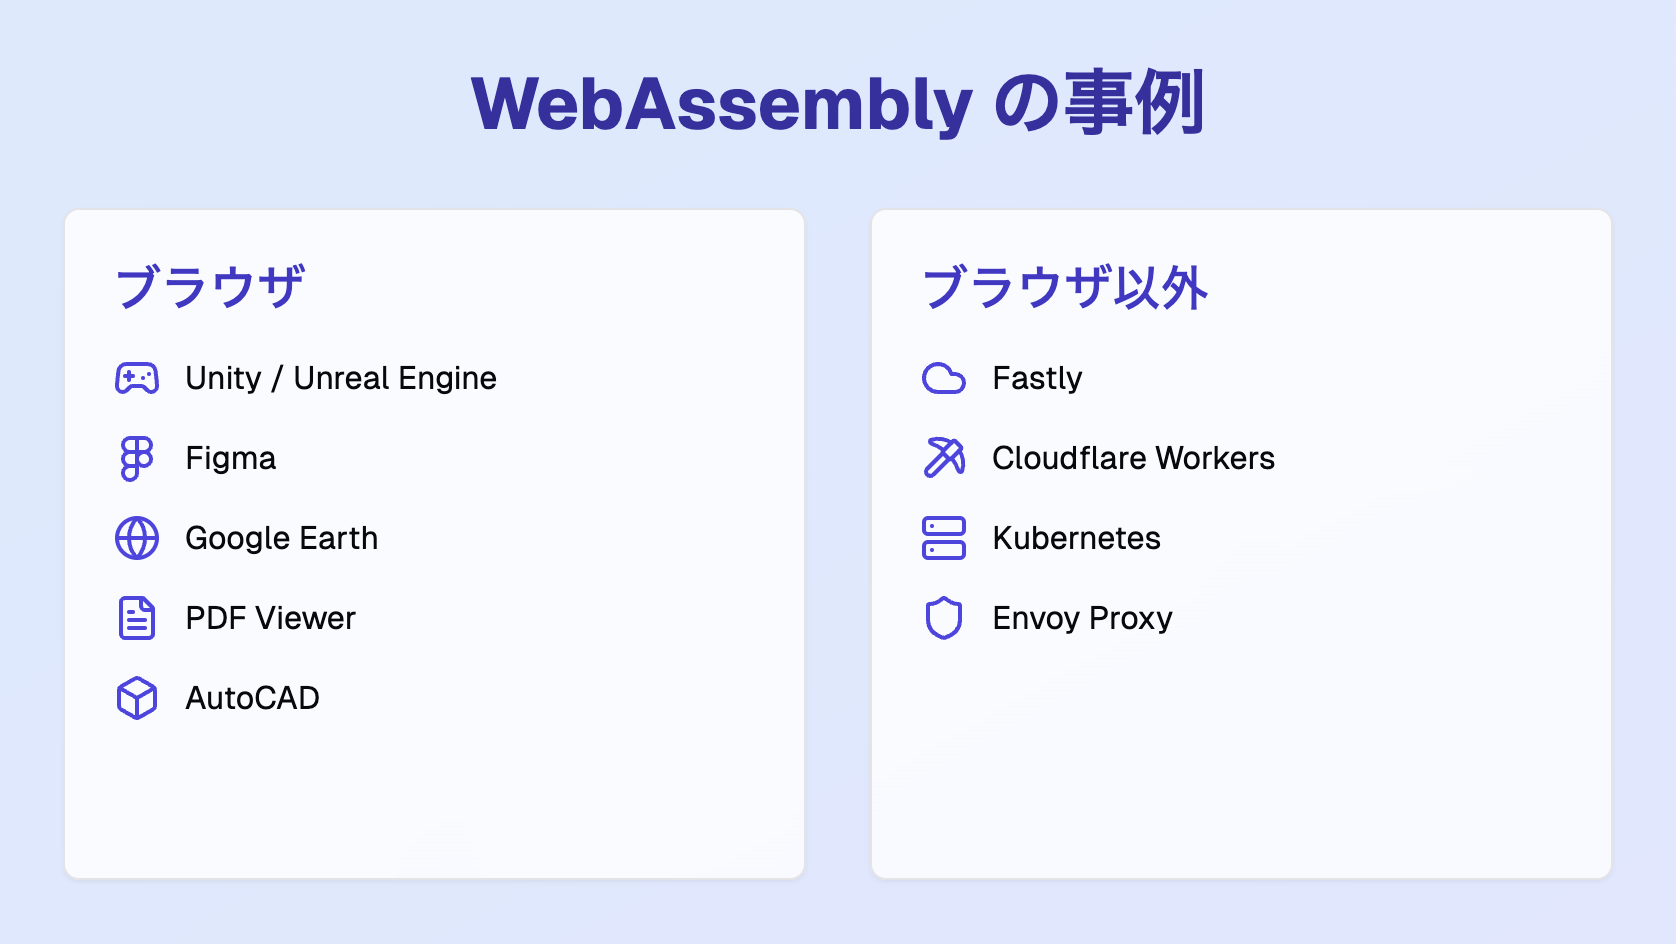 WebAssembly の事例
ブラウザ
Unity / Unreal Engine
Figma
Google Earth
PDF Viewer
AutoCAD
ブラウザ以外
Fastly
Cloudflare Workers
Kubernetes
Envoy Proxy